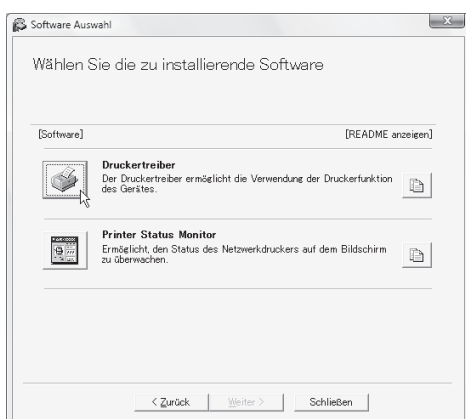 Software Auswahl
Wählen Sie die zu installierende Software
[Software] [README anzeigen]
Druckertreiber
Der Druckertreiber ermöglicht die Verwendung der Druckerfunktion
des Gerätes.
Printer Status Monitor
Ermöglicht, den Status des Netzwerkdruckers auf dem Bildschirm
zu überwachen.
< Zurück Weiter > Schließen